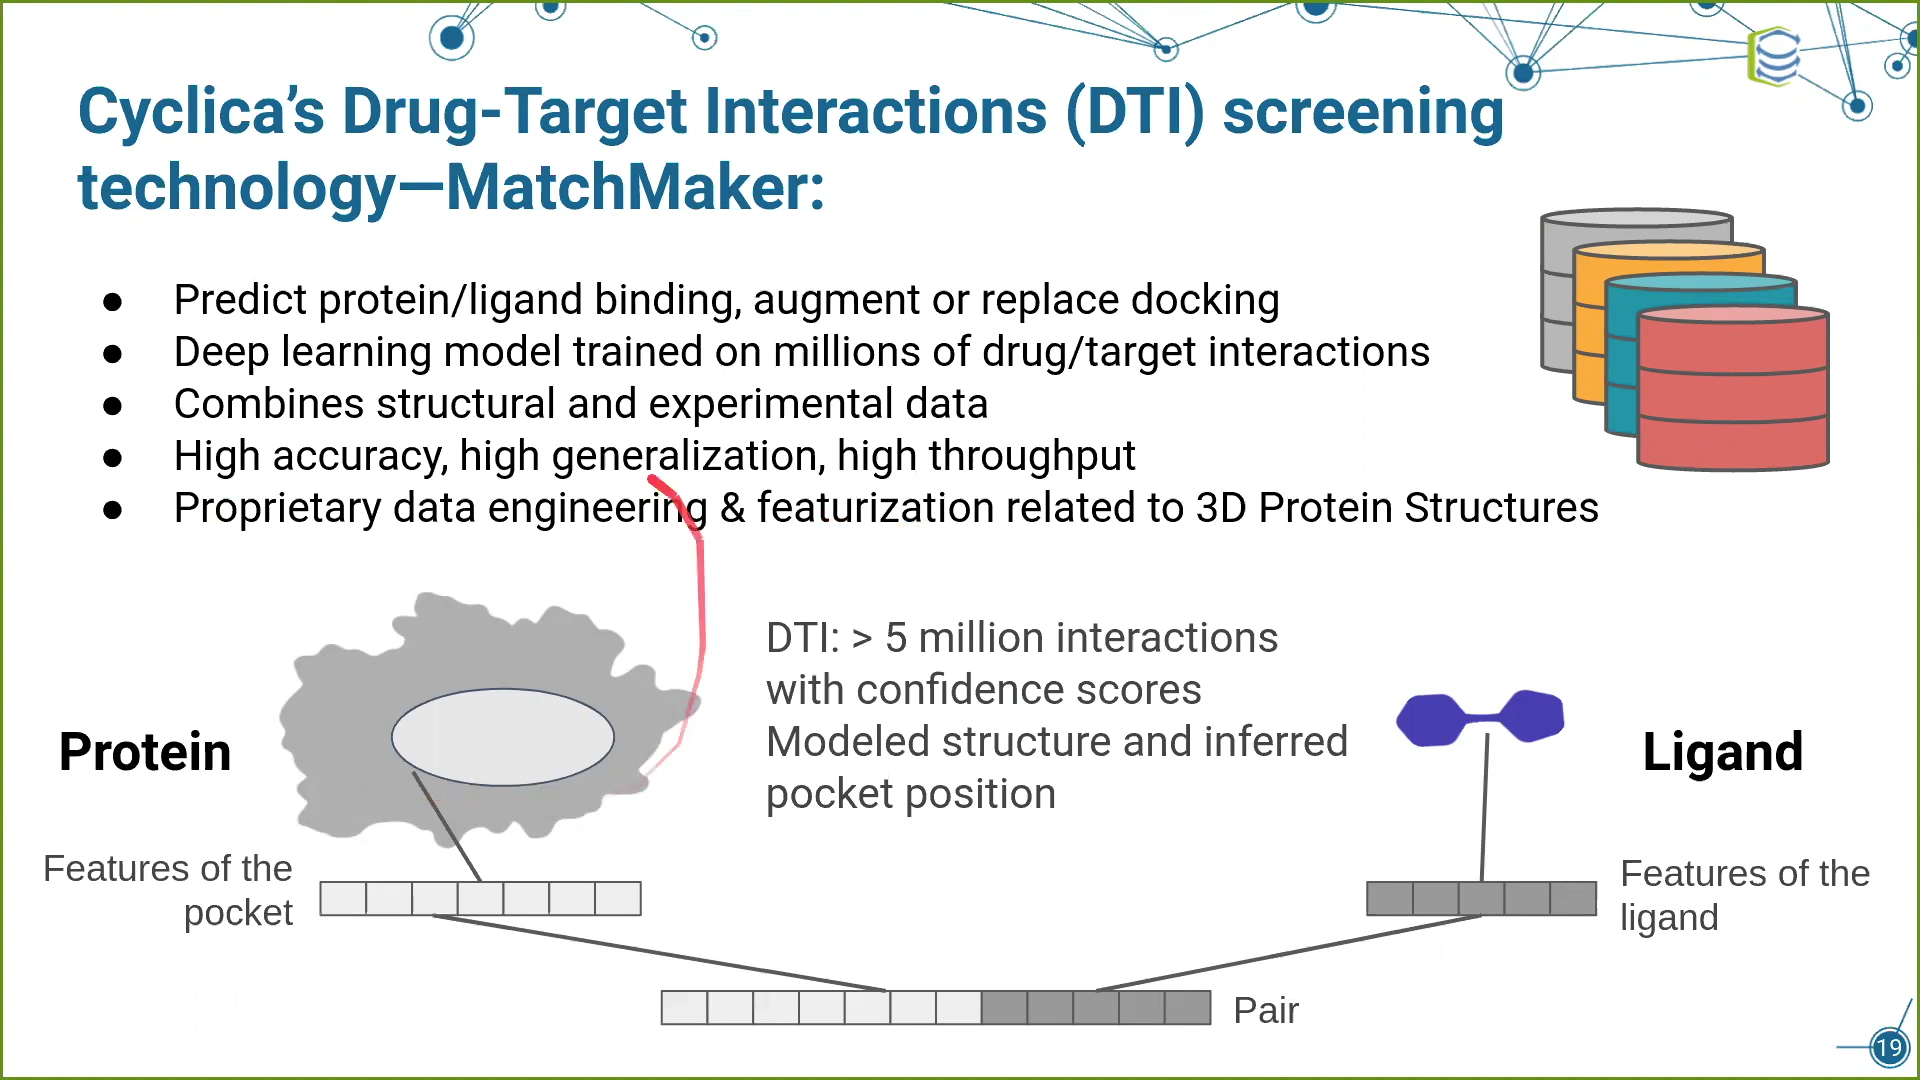 Cyclica’s Drug-Target Interactions (DTI) screening
technology—MatchMaker:
● Predict protein/ligand binding, augment or replace docking
● Deep learning model trained on millions of drug/target interactions
● Combines structural and experimental data
● High accuracy, high generalization, high throughput
● Proprietary data engineering & featurization related to 3D Protein Structures
DTI: > 5 million interactions
with confidence scores
Modeled structure and inferred
pocket position
Protein
Ligand
Features of the
pocket
Features of the
ligand
Pair
19